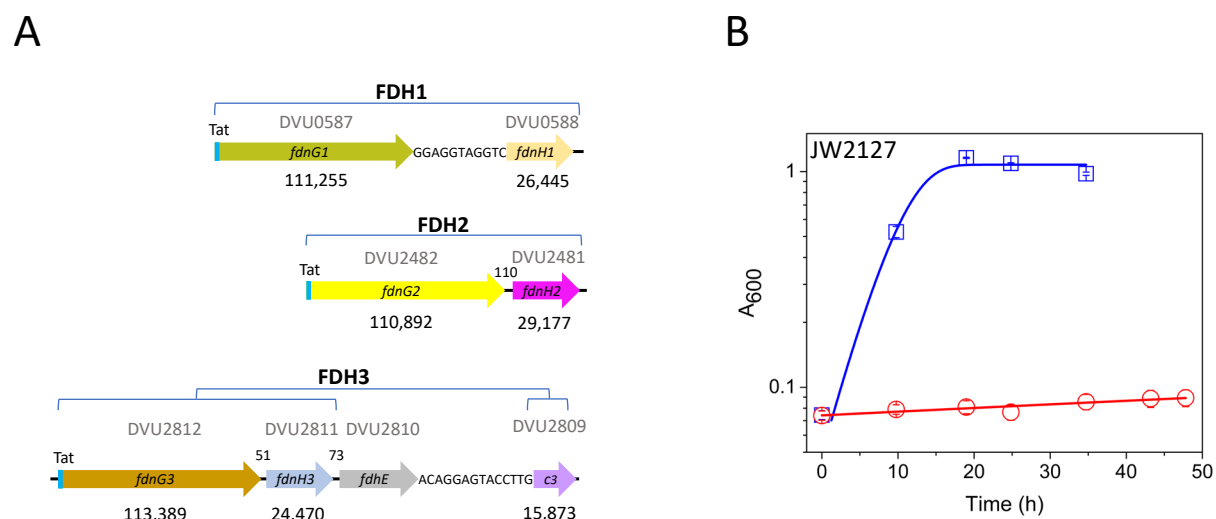 A
FDH1
DVU0587 DVU0588
Tat
fdnG1 GGAGGTAGGTC fdnH1
111,255 26,445
FDH2
DVU2482 DVU2481
Tat 110
fdnG2 fdnH2
110,892 29,177
FDH3
DVU2812 DVU2811 DVU2810 DVU2809
Tat 51 73
fdnG3 fdnH3 fdhE ACAGGAGTACCTTG c3
113,389 24,470 15,873
B
JW2127
1
0.1
A600
0 10 20 30 40 50
Time (h)